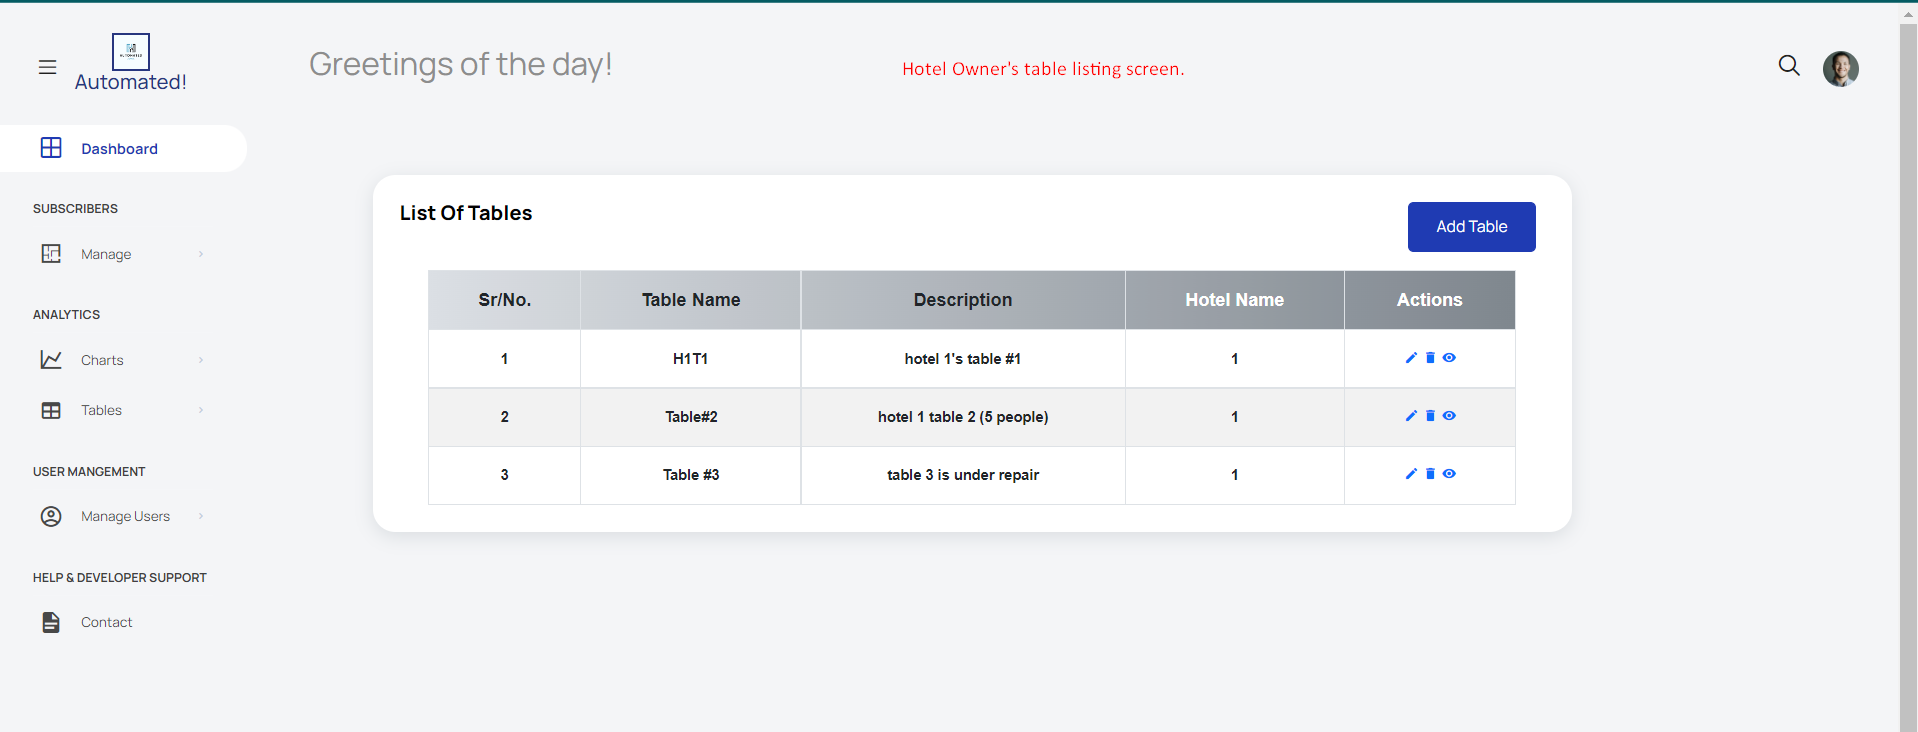 Automated!
Greetings of the day!
Hotel Owner's table listing screen.
Dashboard
SUBSCRIBERS
Manage
ANALYTICS
Charts
Tables
USER MANGEMENT
Manage Users
HELP & DEVELOPER SUPPORT
Contact
List Of Tables
Add Table
Sr/No. Table Name Description Hotel Name Actions
1 H1T1 hotel 1's table #1 1
2 Table#2 hotel 1 table 2 (5 people) 1
3 Table #3 table 3 is under repair 1